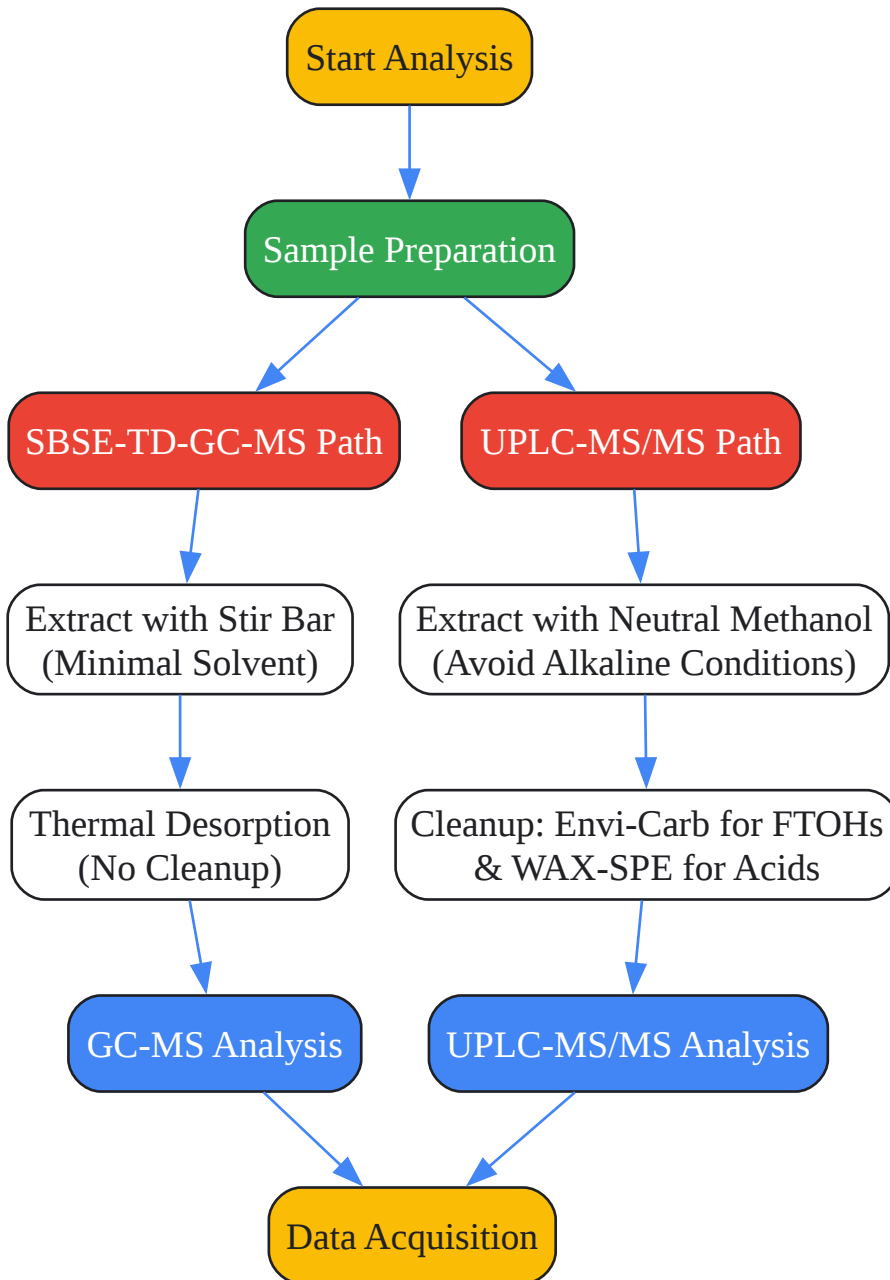 Start Analysis
Sample Preparation
SBSE-TD-GC-MS Path
UPLC-MS/MS Path
Extract with Stir Bar
(Minimal Solvent)
Extract with Neutral Methanol
(Avoid Alkaline Conditions)
Thermal Desorption
(No Cleanup)
Cleanup: Envi-Carb for FTOHs
& WAX-SPE for Acids
GC-MS Analysis
UPLC-MS/MS Analysis
Data Acquisition